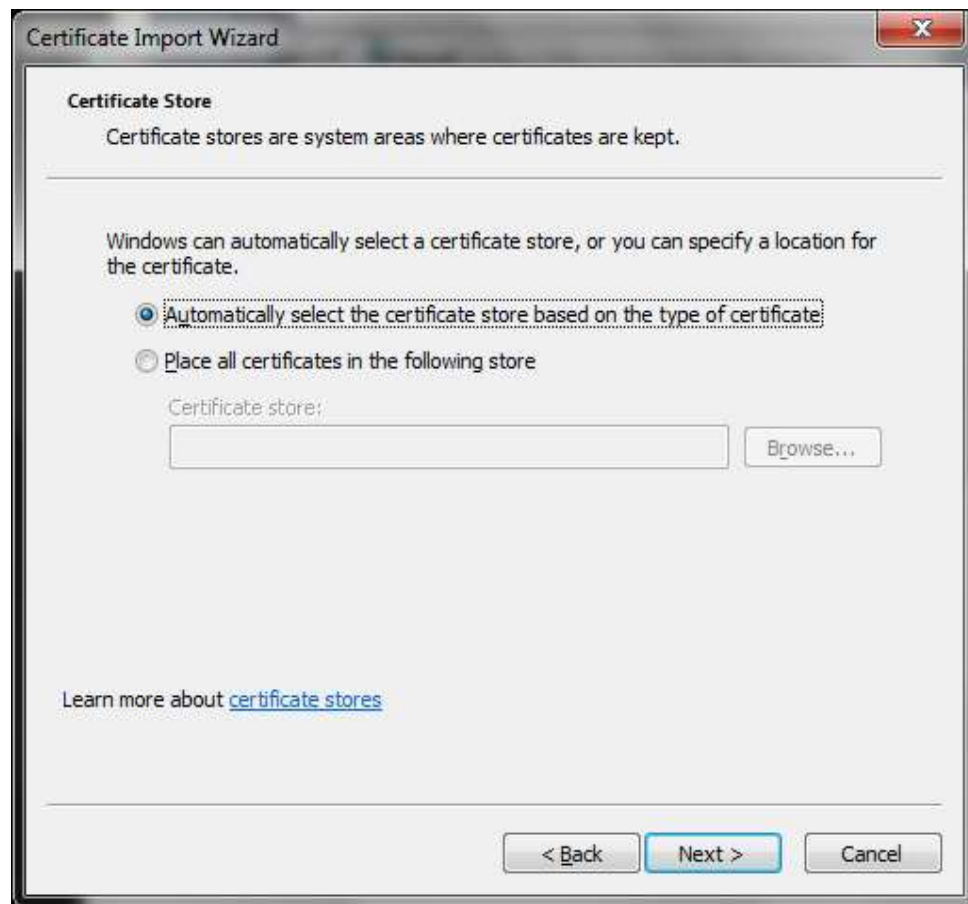 Certificate Import Wizard
Certificate Store
Certificate stores are system areas where certificates are kept.
Windows can automatically select a certificate store, or you can specify a location for
the certificate.
Automatically select the certificate store based on the type of certificate
Place all certificates in the following store
Certificate store:
Browse...
Learn more about certificate stores
< Back Next > Cancel